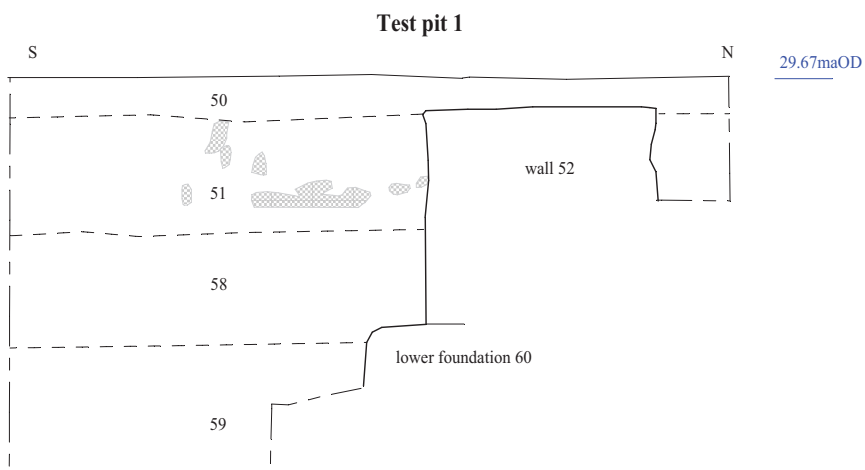 Test pit 1
S
N
29.67maOD
50
wall 52
51
58
lower foundation 60
59